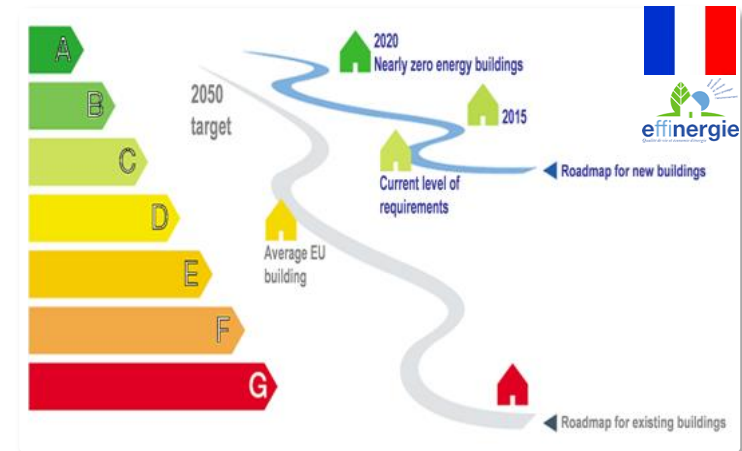 A
B
C
D
E
F
G
2050
target
2020
Nearly zero energy buildings
2015
Current level of
requirements
Roadmap for new buildings
Average EU
building
Roadmap for existing buildings
effinergie